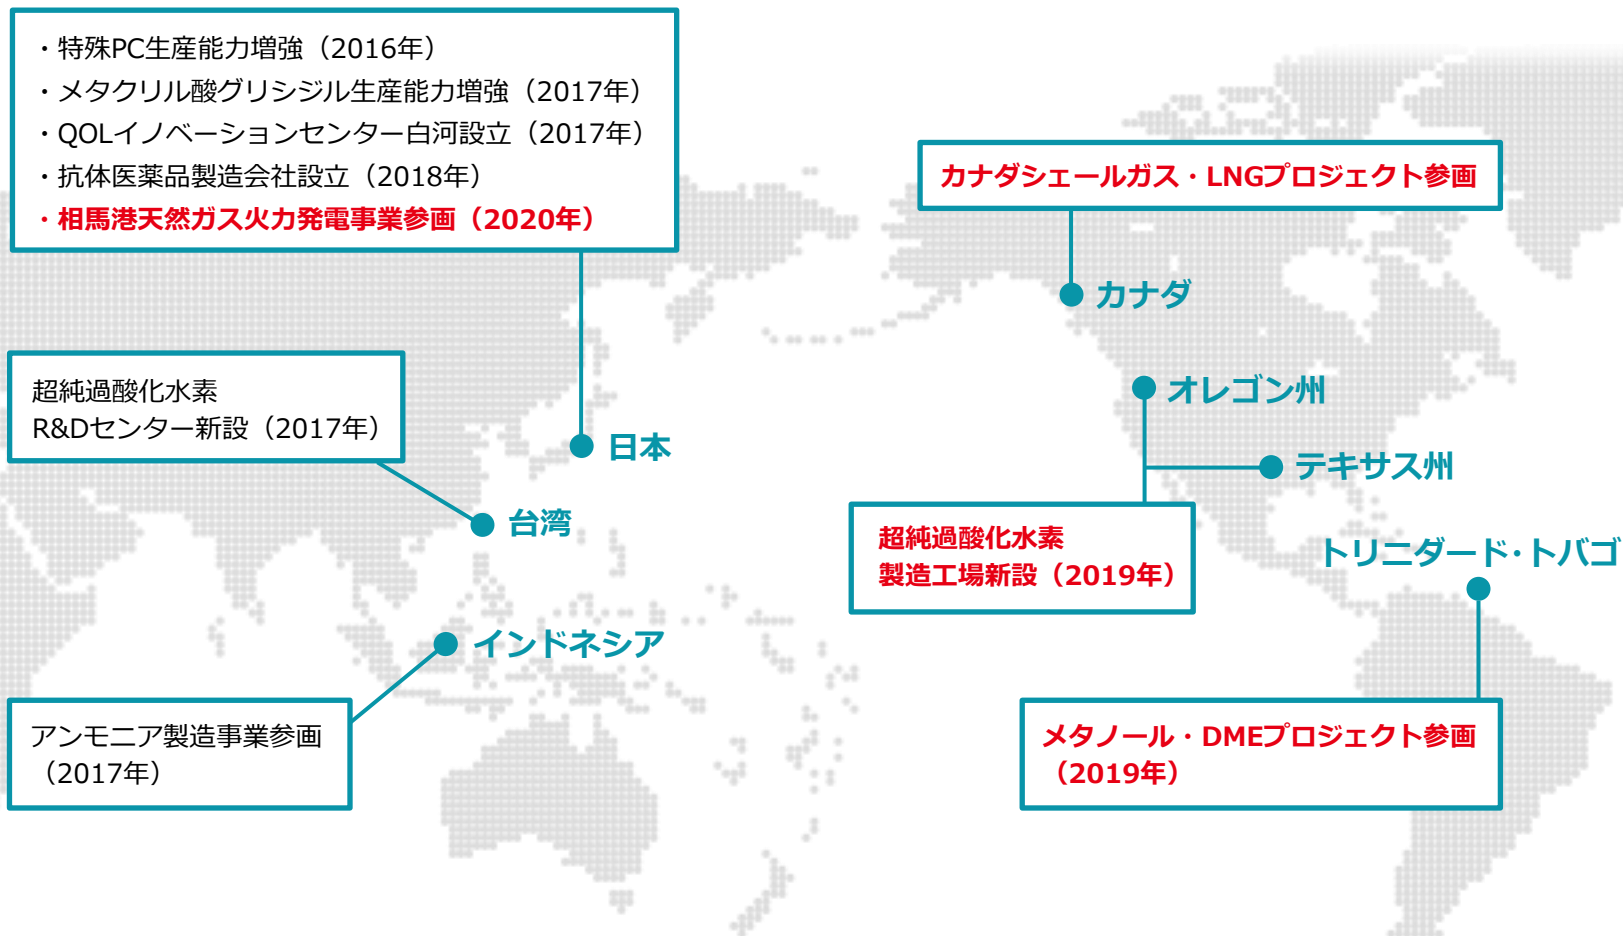 ・特殊PC生産能力増強（2016年）
・メタクリル酸グリシジル生産能力増強（2017年）
・QOLイノベーションセンター白河設立（2017年）
・抗体医薬品製造会社設立（2018年）
・相馬港天然ガス火力発電事業参画（2020年）
カナダシェールガス・LNGプロジェクト参画
カナダ
超純過酸化水素
R&Dセンター新設（2017年）
日本
台湾
オレゴン州
テキサス州
超純過酸化水素
製造工場新設（2019年）
トリニダード・トバゴ
インドネシア
アンモニア製造事業参画
（2017年）
メタノール・DMEプロジェクト参画
（2019年）